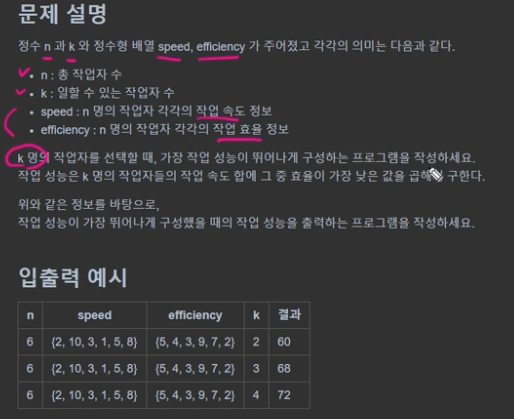 문제 설명
정수 n 과 k 와 정수형 배열 speed, efficiency 가 주어졌고 각각의 의미는 다음과 같다.
• n : 총 작업자 수
• k : 일할 수 있는 작업자 수
• speed : n 명의 작업자 각각의 작업 속도 정보
• efficiency : n 명의 작업자 각각의 작업 효율 정보
k 명의 작업자를 선택할 때, 가장 작업 성능이 뛰어나게 구성하는 프로그램을 작성하세요.
작업 성능은 k 명의 작업자들의 작업 속도 합에 그 중 효율이 가장 낮은 값을 곱해 구한다.
위와 같은 정보를 바탕으로,
작업 성능이 가장 뛰어나게 구성했을 때의 작업 성능을 출력하는 프로그램을 작성하세요.
입출력 예시
n speed efficiency k 결과
6 {2, 10, 3, 1, 5, 8} {5, 4, 3, 9, 7, 2} 2 60
6 {2, 10, 3, 1, 5, 8} {5, 4, 3, 9, 7, 2} 3 68
6 {2, 10, 3, 1, 5, 8} {5, 4, 3, 9, 7, 2} 4 72